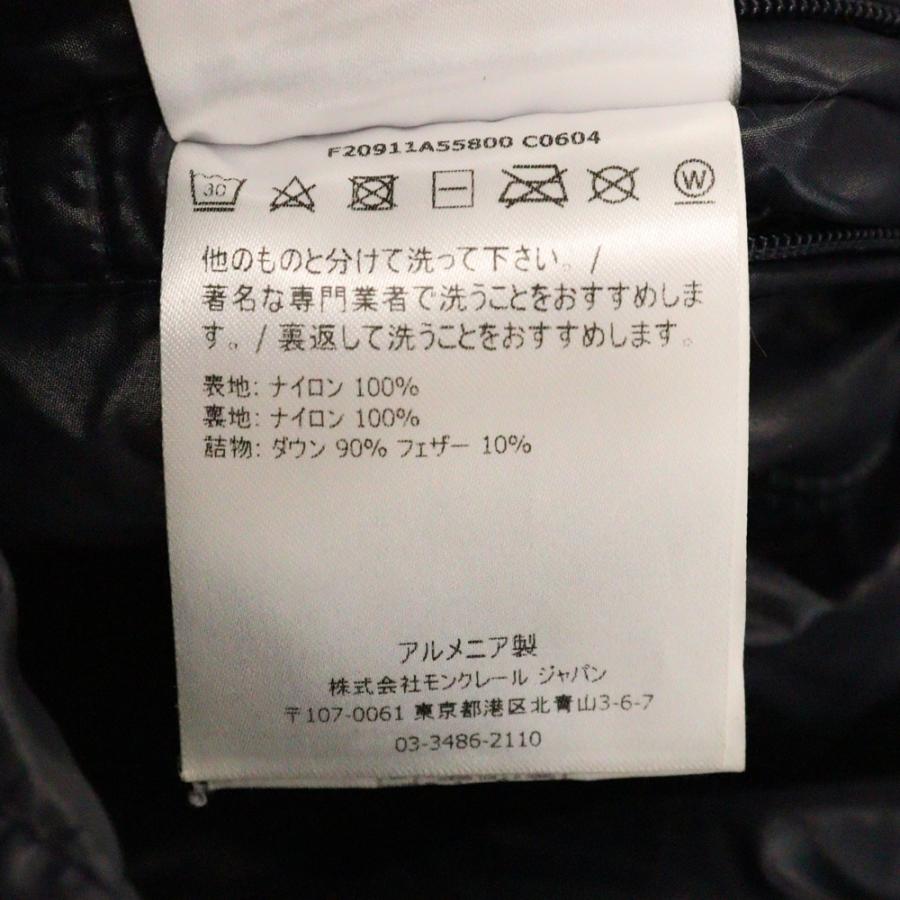 F20911A55800 C0604
30 W
他のものと分けて洗って下さい。/
著名な専門業者で洗うことをおすすめしま
す。/ 裏返して洗うことをおすすめします。
表地: ナイロン 100%
裏地: ナイロン 100%
詰物: ダウン 90% フェザー 10%
アルメニア製
株式会社モンクレール ジャパン
〒107-0061 東京都港区北青山3-6-7
03-3486-2110